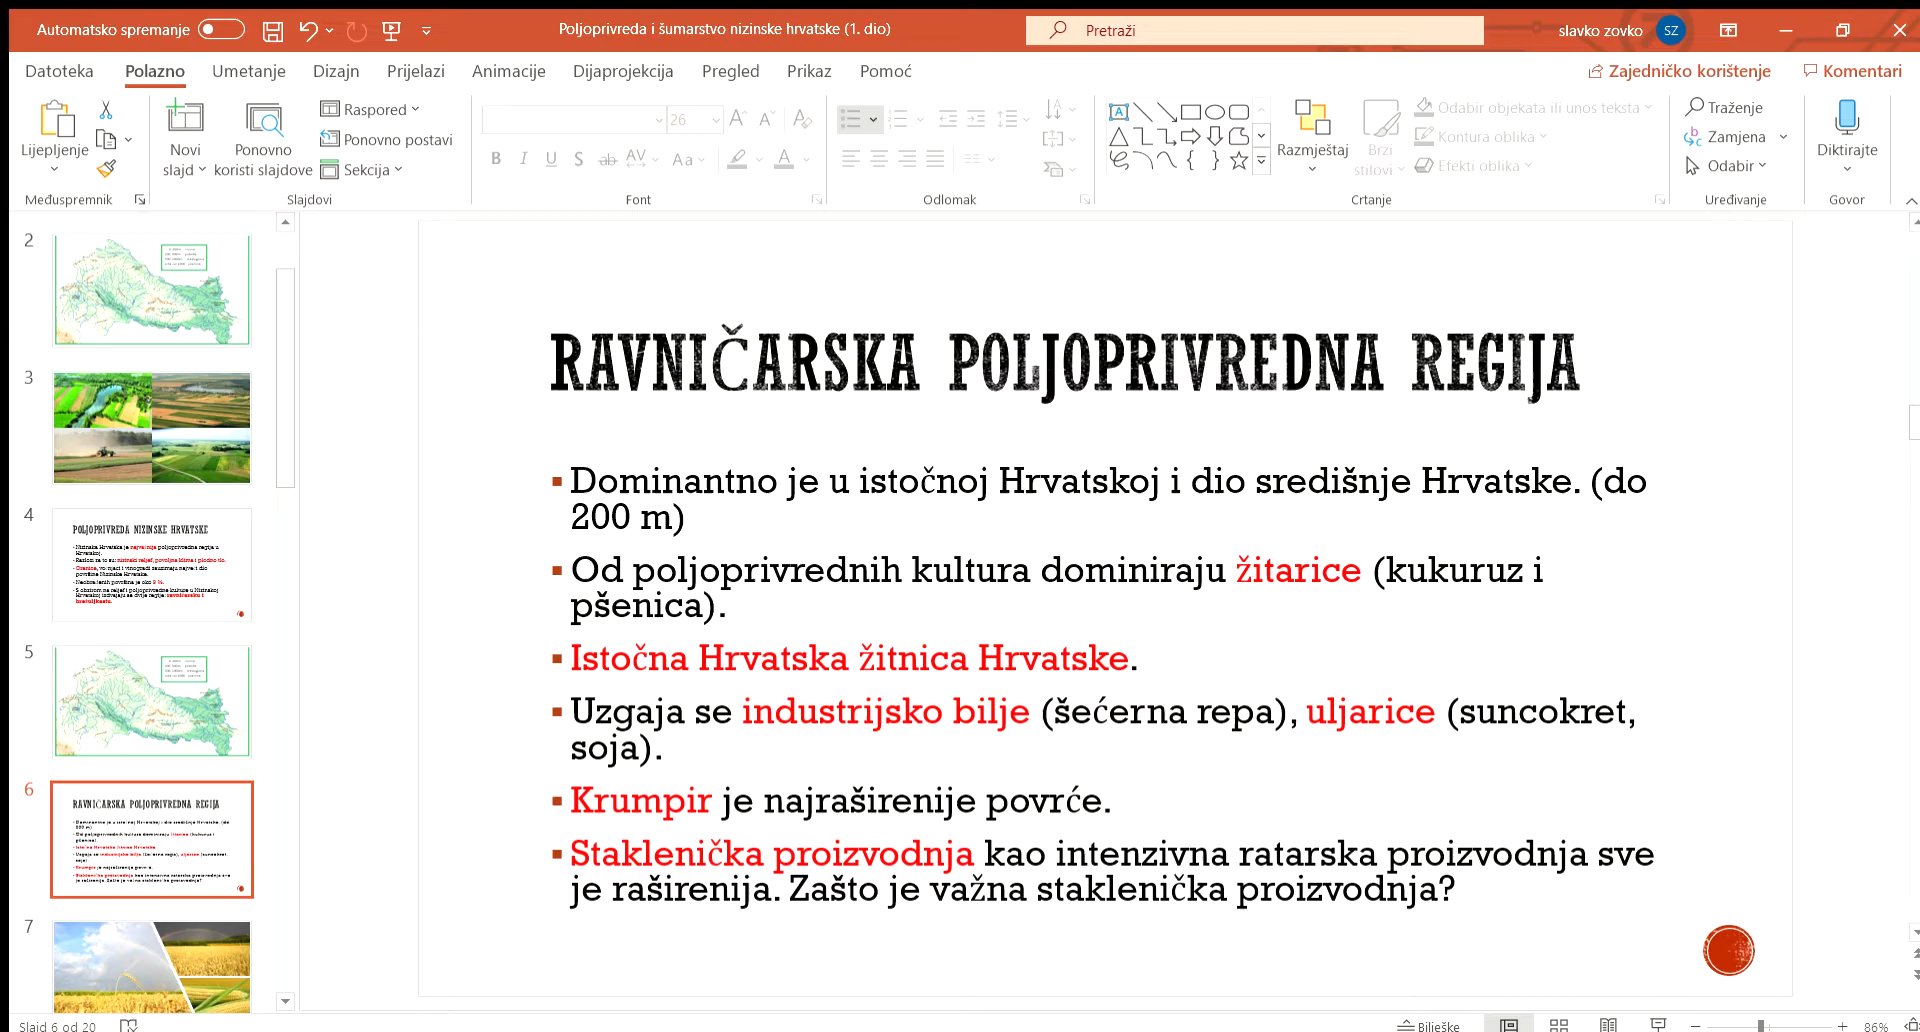 Automatsko spremanje
Poljoprivreda i šumarstvo nizinske hrvatske (1. dio)
Pretraži
slavko zovko
SZ
Datoteka Polazno Umetanje Dizajn Prijelazi Animacije Dijaprojekcija Pregled Prikaz Pomoć
Zajedničko korištenje
Komentari
Lijepljenje
Međuspremnik
Novi slajd
Ponovno koristi slajdove
Raspored
Ponovno postavi
Sekcija
Slajdovi
26
B I U S ab AV Aa A
Font
Odlomak
Razmještaj
Brzi stilovi
Odabir objekata ili unos teksta
Kontura oblika
Efekti oblika
Crtanje
Traženje
Zamjena
Odabir
Uređivanje
Diktirajte
Govor
2
3
4
POLJOPRIVREDA NIZINSKE HRVATSKE
5
6
RAVNIČARSKA POLJOPRIVREDNA REGIJA
7
RAVNIČARSKA POLJOPRIVREDNA REGIJA
Dominantno je u istočnoj Hrvatskoj i dio središnje Hrvatske. (do
200 m)
Od poljoprivrednih kultura dominiraju žitarice (kukuruz i
pšenica).
Istočna Hrvatska žitnica Hrvatske.
Uzgaja se industrijsko bilje (šećerna repa), uljarice (suncokret,
soja).
Krumpir je najraširenije povrće.
Staklenička proizvodnja kao intenzivna ratarska proizvodnja sve
je raširenija. Zašto je važna staklenička proizvodnja?
Slajd 6 od 20
Bilješke
86%